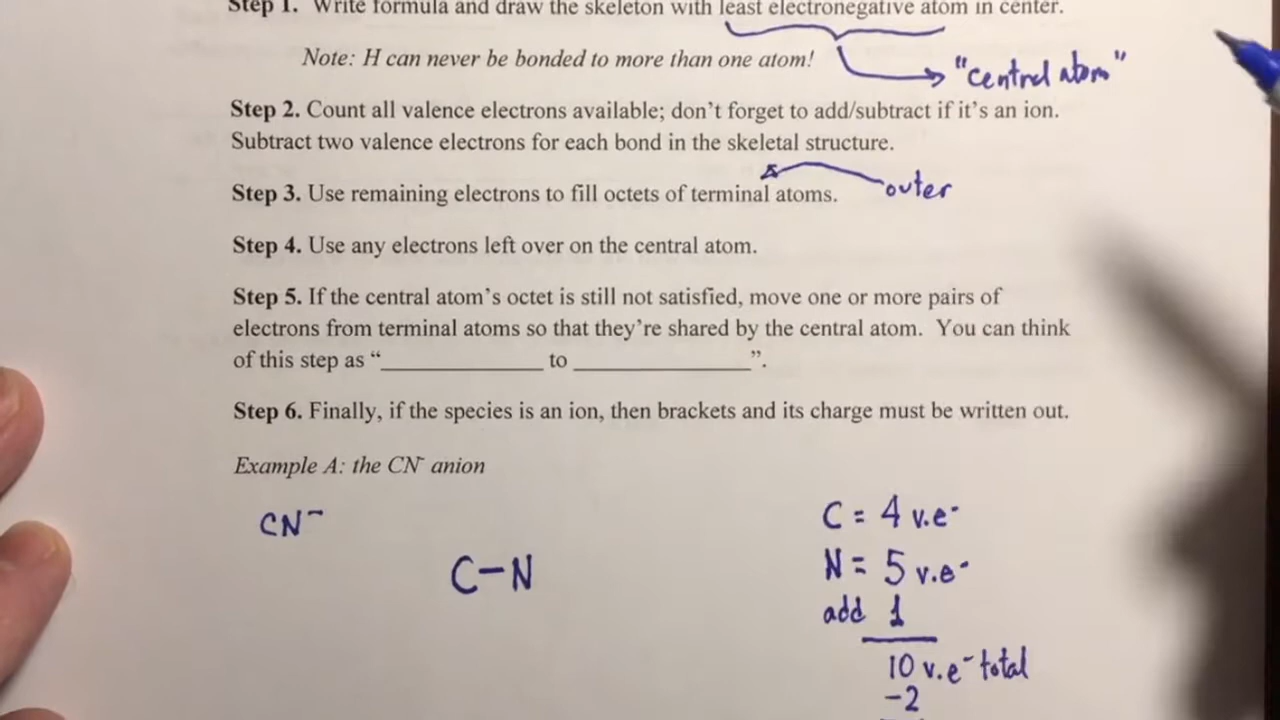 Step 1. Write formula and draw the skeleton with least electronegative atom in center.
Note: H can never be bonded to more than one atom!
"central atom"
Step 2. Count all valence electrons available; don't forget to add/subtract if it's an ion.
Subtract two valence electrons for each bond in the skeletal structure.
outer
Step 3. Use remaining electrons to fill octets of terminal atoms.
Step 4. Use any electrons left over on the central atom.
Step 5. If the central atom's octet is still not satisfied, move one or more pairs of
electrons from terminal atoms so that they're shared by the central atom. You can think
of this step as "_______________ to ________________".
Step 6. Finally, if the species is an ion, then brackets and its charge must be written out.
Example A: the CN⁻ anion
CN⁻
C–N
C = 4 v.e⁻
N = 5 v.e⁻
add 1
10 v.e⁻ total
-2